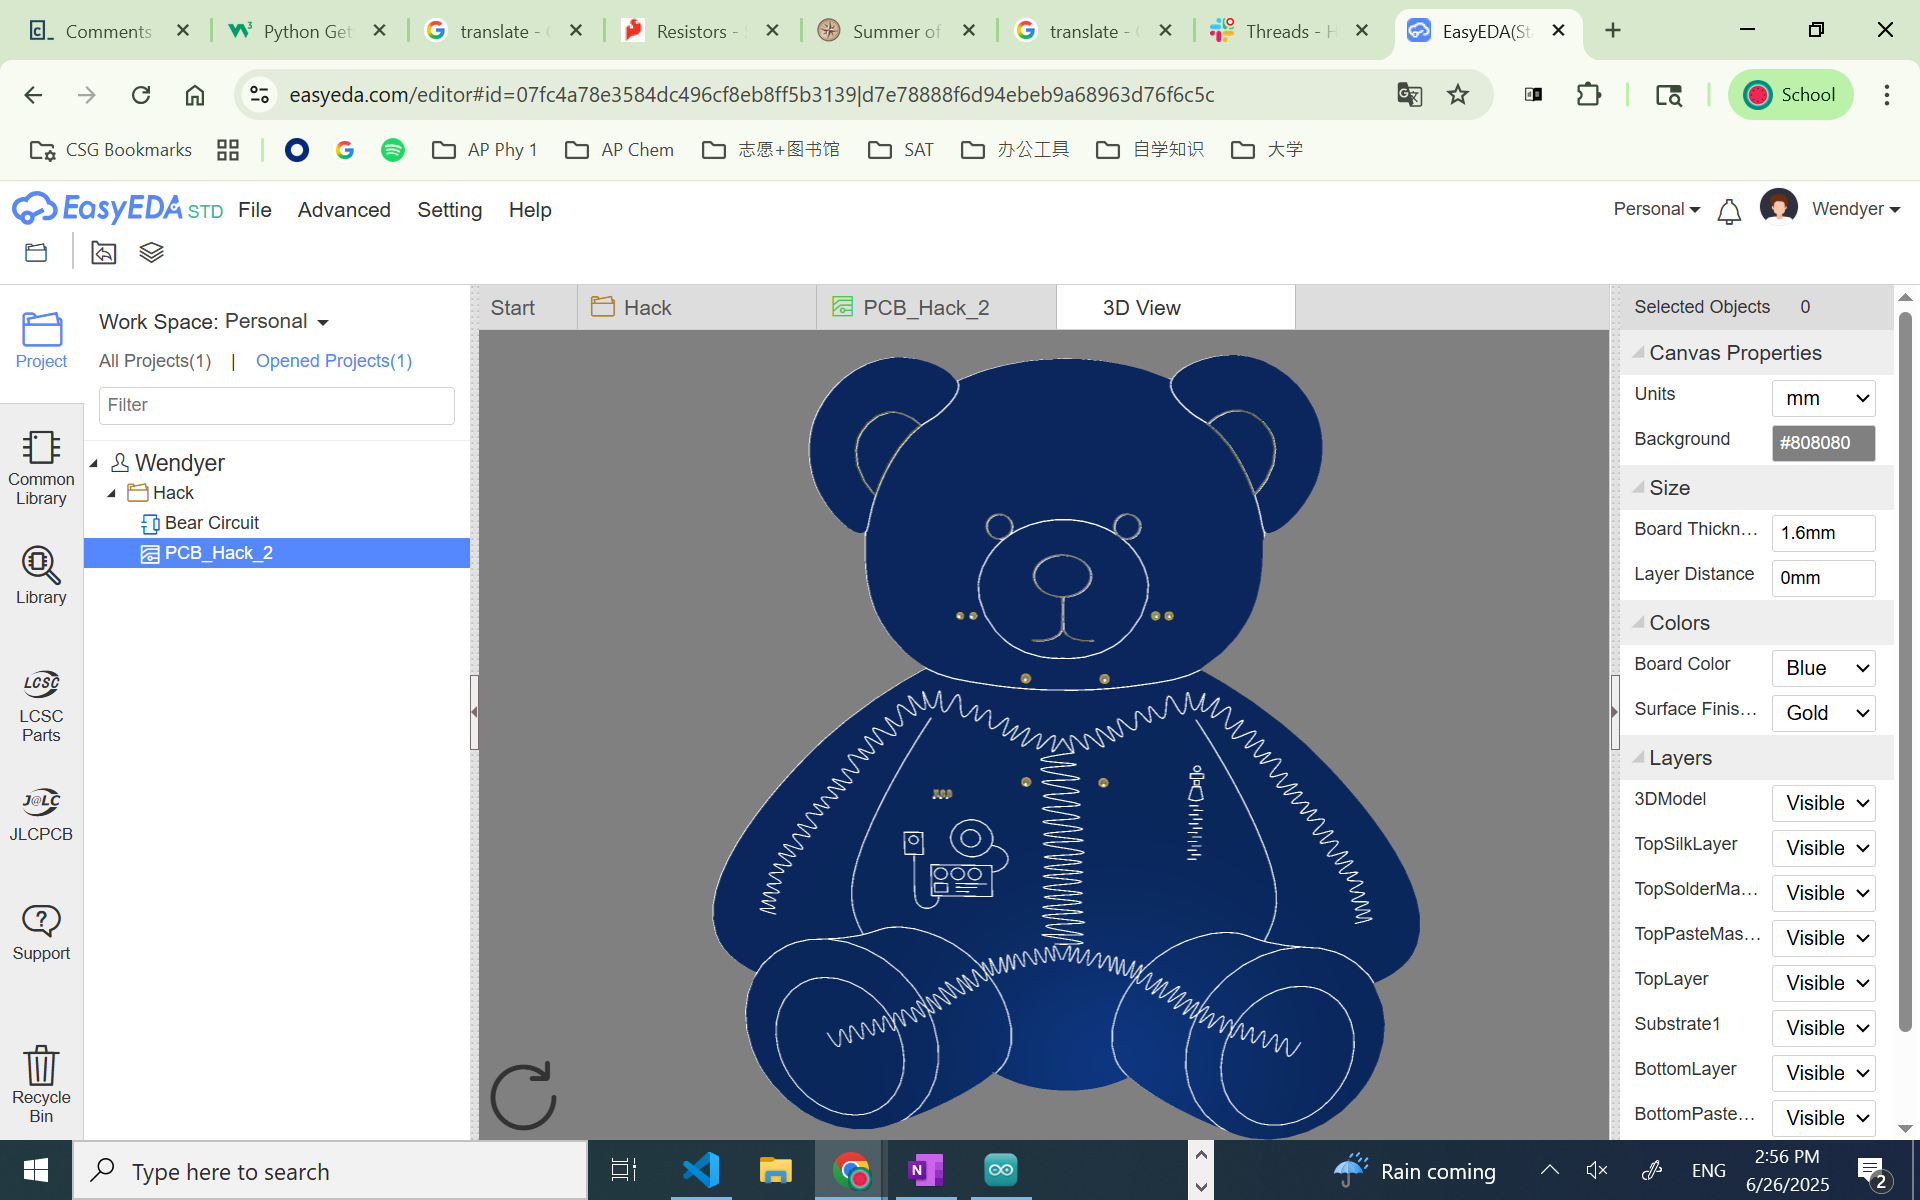 Comments
Python Get
translate - 
Resistors - 
Summer of
translate - 
Threads - H
EasyEDA(St
easyeda.com/editor#id=07fc4a78e3584dc496cf8eb8ff5b3139|d7e78888f6d94ebeb9a68963d76f6c5c
School
CSG Bookmarks
AP Phy 1
AP Chem
志愿+图书馆
SAT
办公工具
自学知识
大学
EasyEDA STD
File
Advanced
Setting
Help
Personal
Wendyer
Project
Common
Library
Library
LCSC
LCSC
Parts
J@LC
JLCPCB
Support
Recycle
Bin
Work Space: Personal
All Projects(1) | Opened Projects(1)
Filter
Wendyer
Hack
Bear Circuit
PCB_Hack_2
Start
Hack
PCB_Hack_2
3D View
Selected Objects 0
Canvas Properties
Units mm
Background #808080
Size
Board Thickn... 1.6mm
Layer Distance 0mm
Colors
Board Color Blue
Surface Finis... Gold
Layers
3DModel Visible
TopSilkLayer Visible
TopSolderMa... Visible
TopPasteMas... Visible
TopLayer Visible
Substrate1 Visible
BottomLayer Visible
BottomPaste... Visible
Type here to search
Rain coming
ENG
2:56 PM
6/26/2025
2